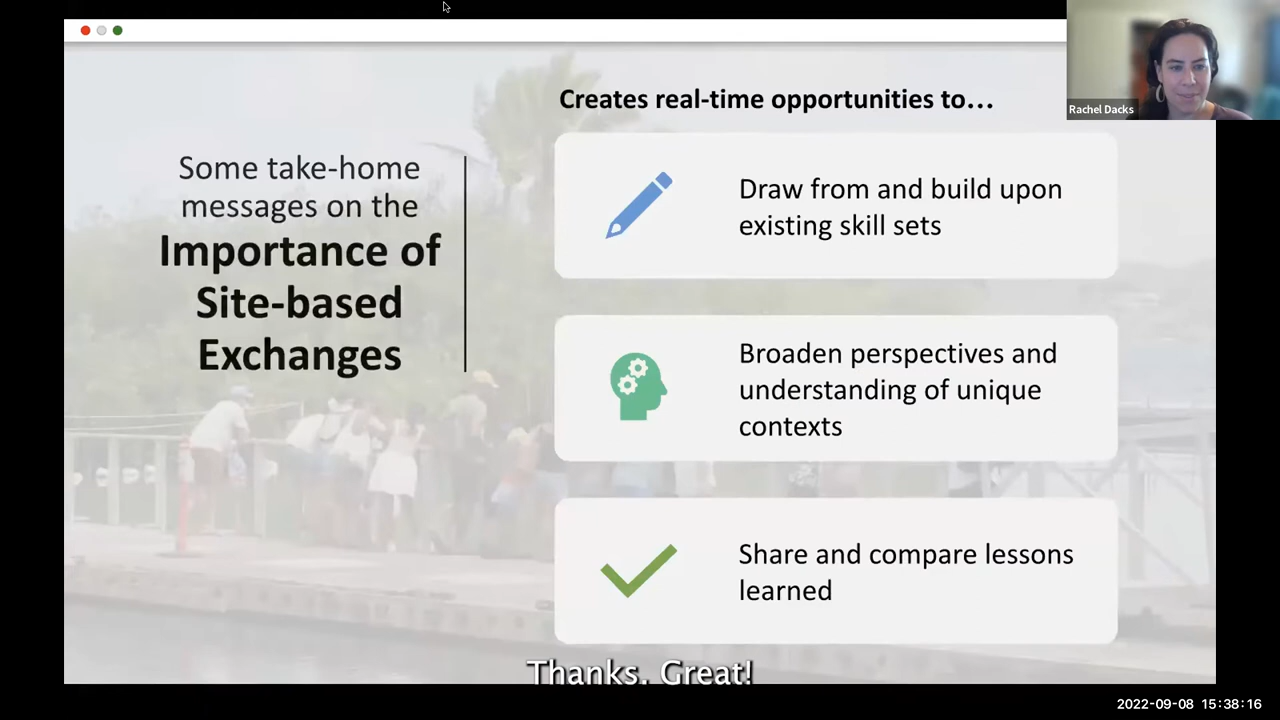 Creates real-time opportunities to…
Rachel Dacks
Some take-home
messages on the
Importance of
Site-based
Exchanges
Draw from and build upon
existing skill sets
Broaden perspectives and
understanding of unique
contexts
Share and compare lessons
learned
Thanks. Great!
2022-09-08 15:38:16